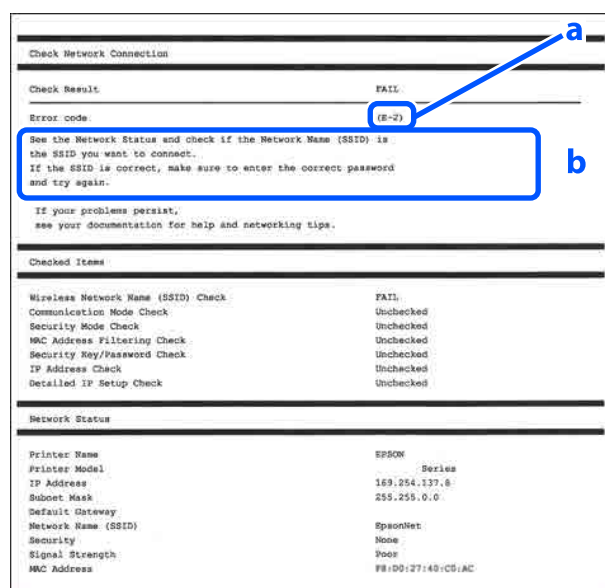 a
Check Network Connection
Check Result FAIL
Error code (E-2)
See the Network Status and check if the Network Name (SSID) is
the SSID you want to connect.
If the SSID is correct, make sure to enter the correct password
and try again.
b
If your problems persist,
see your documentation for help and networking tips.
Checked Items
Wireless Network Name (SSID) Check FAIL
Communication Mode Check Unchecked
Security Mode Check Unchecked
MAC Address Filtering Check Unchecked
Security Key/Password Check Unchecked
IP Address Check Unchecked
Detailed IP Setup Check Unchecked
Network Status
Printer Name EPSON
Printer Model Series
IP Address 169.254.137.8
Subnet Mask 255.255.0.0
Default Gateway
Network Name (SSID) EpsonNet
Security None
Signal Strength Poor
MAC Address F8:D0:27:40:C0:AC